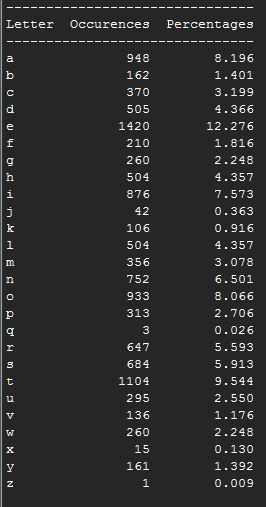 --------------------------------
Letter  Occurences  Percentages
--------------------------------
a              948        8.196
b              162        1.401
c              370        3.199
d              505        4.366
e             1420       12.276
f              210        1.816
g              260        2.248
h              504        4.357
i              876        7.573
j               42        0.363
k              106        0.916
l              504        4.357
m              356        3.078
n              752        6.501
o              933        8.066
p              313        2.706
q                3        0.026
r              647        5.593
s              684        5.913
t             1104        9.544
u              295        2.550
v              136        1.176
w              260        2.248
x               15        0.130
y              161        1.392
z                1        0.009